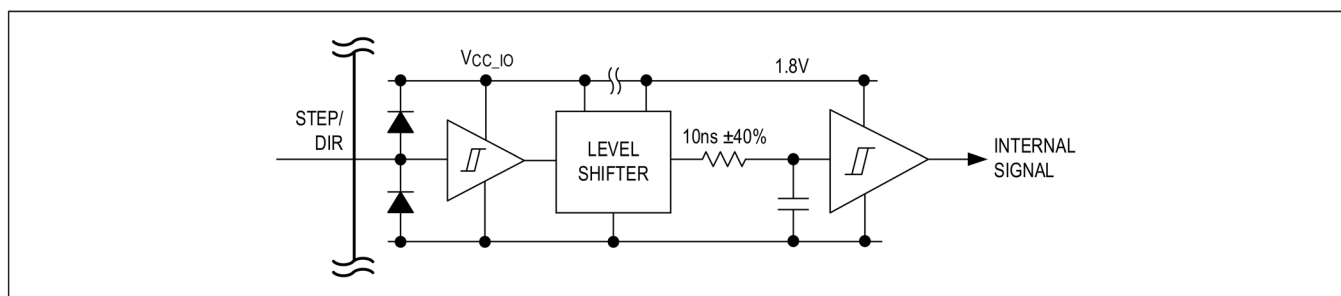 VCC_IO
1.8V
STEP/
DIR
LEVEL
SHIFTER
10ns ±40%
INTERNAL
SIGNAL